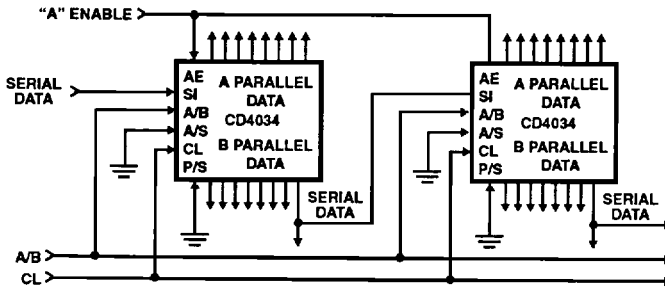 "A" ENABLE
SERIAL
DATA
AE
SI
A/B
A/S
CL
P/S
A PARALLEL
DATA
CD4034
B PARALLEL
DATA
SERIAL
DATA
AE
SI
A/B
A/S
CL
P/S
A PARALLEL
DATA
CD4034
B PARALLEL
DATA
SERIAL
DATA
A/B
CL